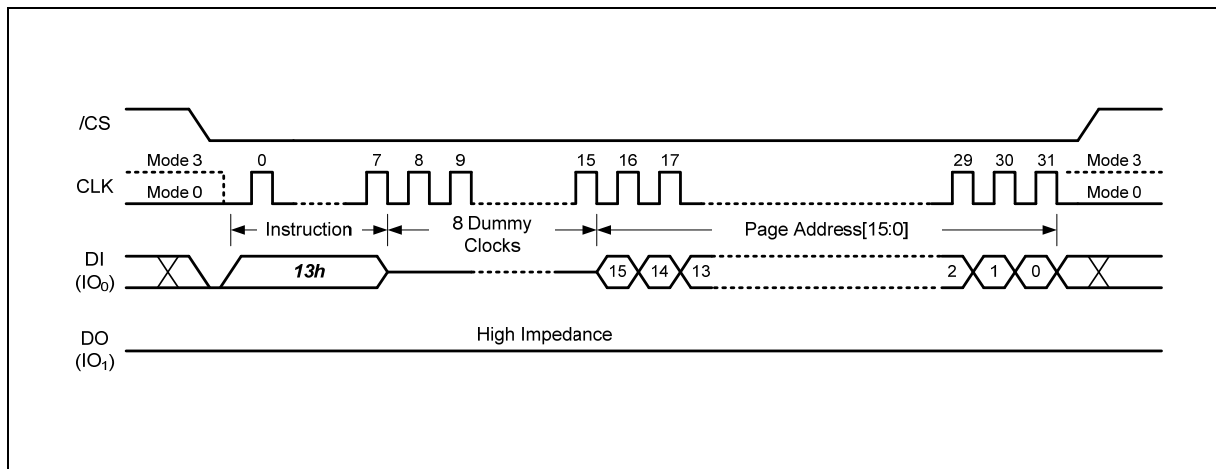 /CS
Mode 3 0 7 8 9 15 16 17 29 30 31 Mode 3
CLK
Mode 0 Mode 0
Instruction 8 Dummy Clocks Page Address[15:0]
DI (IO0) 13h 15 14 13 2 1 0
High Impedance
DO (IO1)